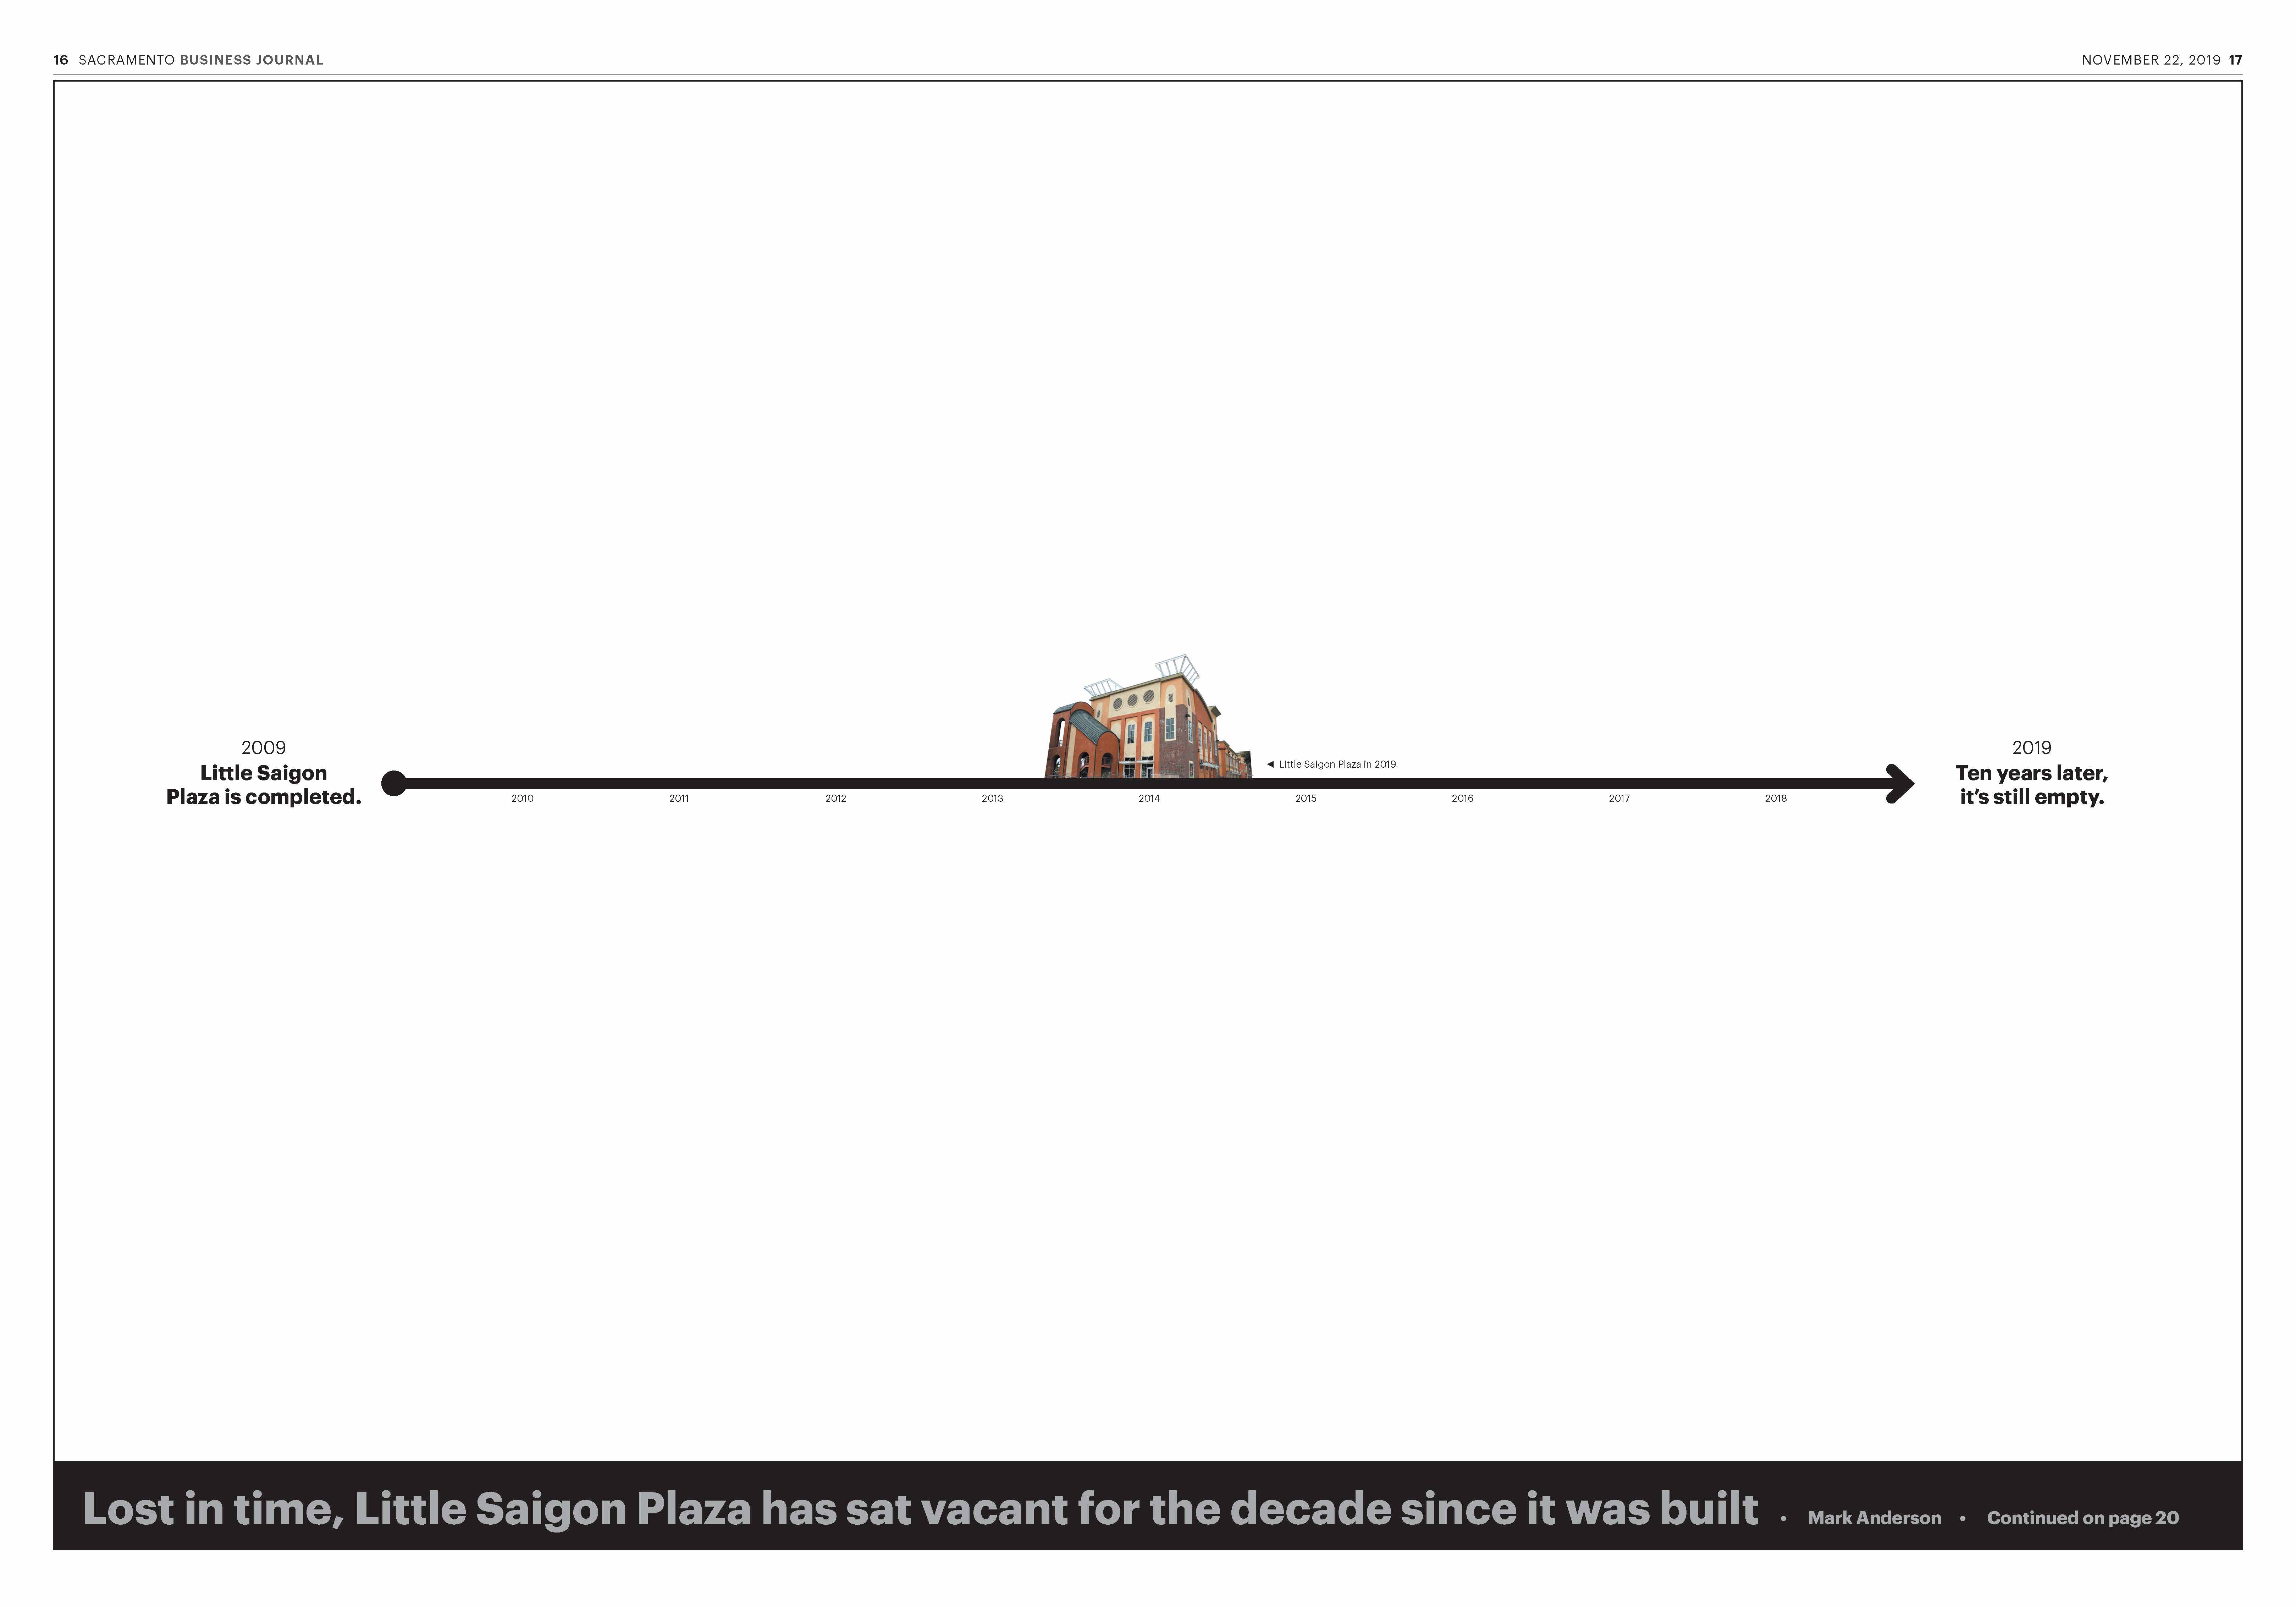 16 SACRAMENTO BUSINESS JOURNAL
NOVEMBER 22, 2019 17
2009
Little Saigon
Plaza is completed.
◄ Little Saigon Plaza in 2019.
2010 2011 2012 2013 2014 2015 2016 2017 2018
2019
Ten years later,
it's still empty.
Lost in time, Little Saigon Plaza has sat vacant for the decade since it was built • Mark Anderson • Continued on page 20